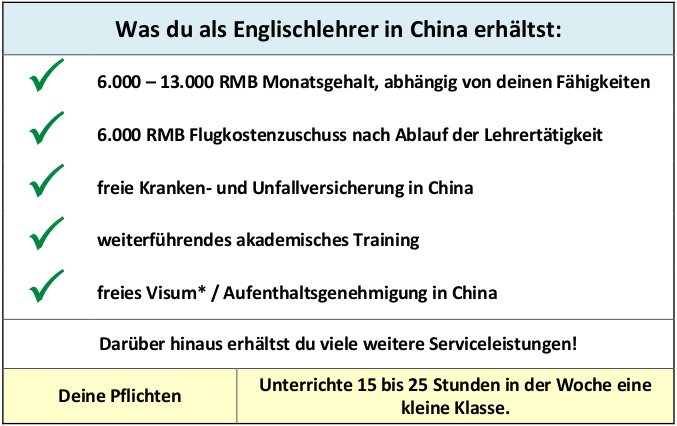 Was du als Englischlehrer in China erhältst:
6.000 – 13.000 RMB Monatsgehalt, abhängig von deinen Fähigkeiten
6.000 RMB Flugkostenzuschuss nach Ablauf der Lehrertätigkeit
freie Kranken- und Unfallversicherung in China
weiterführendes akademisches Training
freies Visum* / Aufenthaltsgenehmigung in China
Darüber hinaus erhältst du viele weitere Serviceleistungen!
Deine Pflichten
Unterrichte 15 bis 25 Stunden in der Woche eine
kleine Klasse.